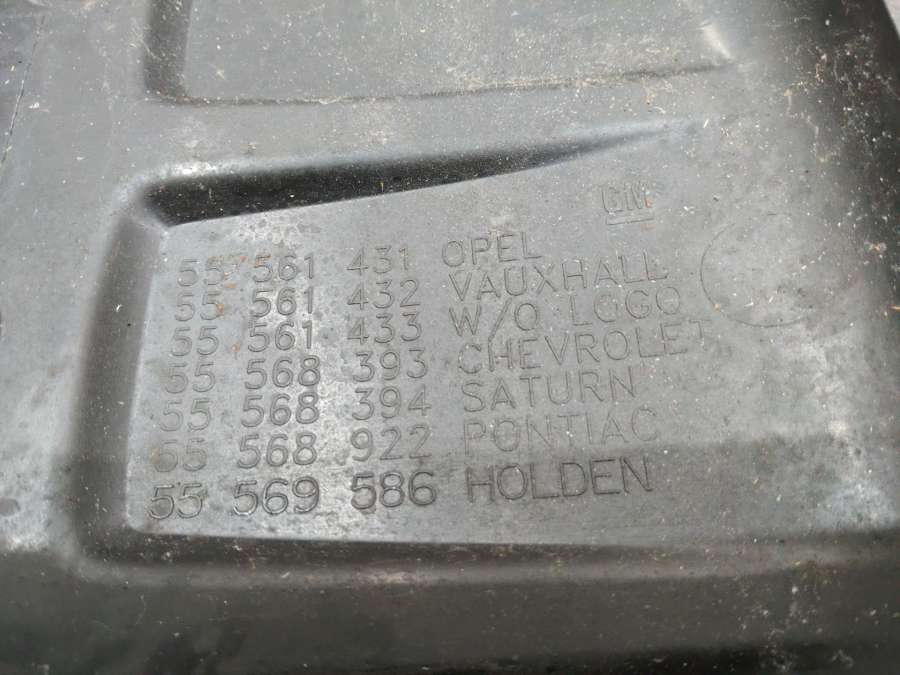 GM
55 561 431 OPEL
55 561 432 VAUXHALL
55 561 433 W/O LOGO
55 568 393 CHEVROLET
55 568 394 SATURN
55 568 922 PONTIAC
55 569 586 HOLDEN